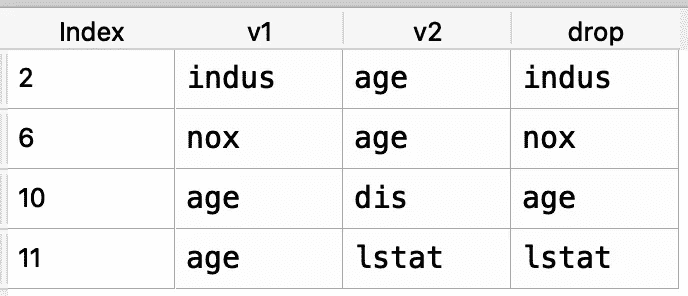 Index v1 v2 drop
2 indus age indus
6 nox age nox
10 age dis age
11 age lstat lstat